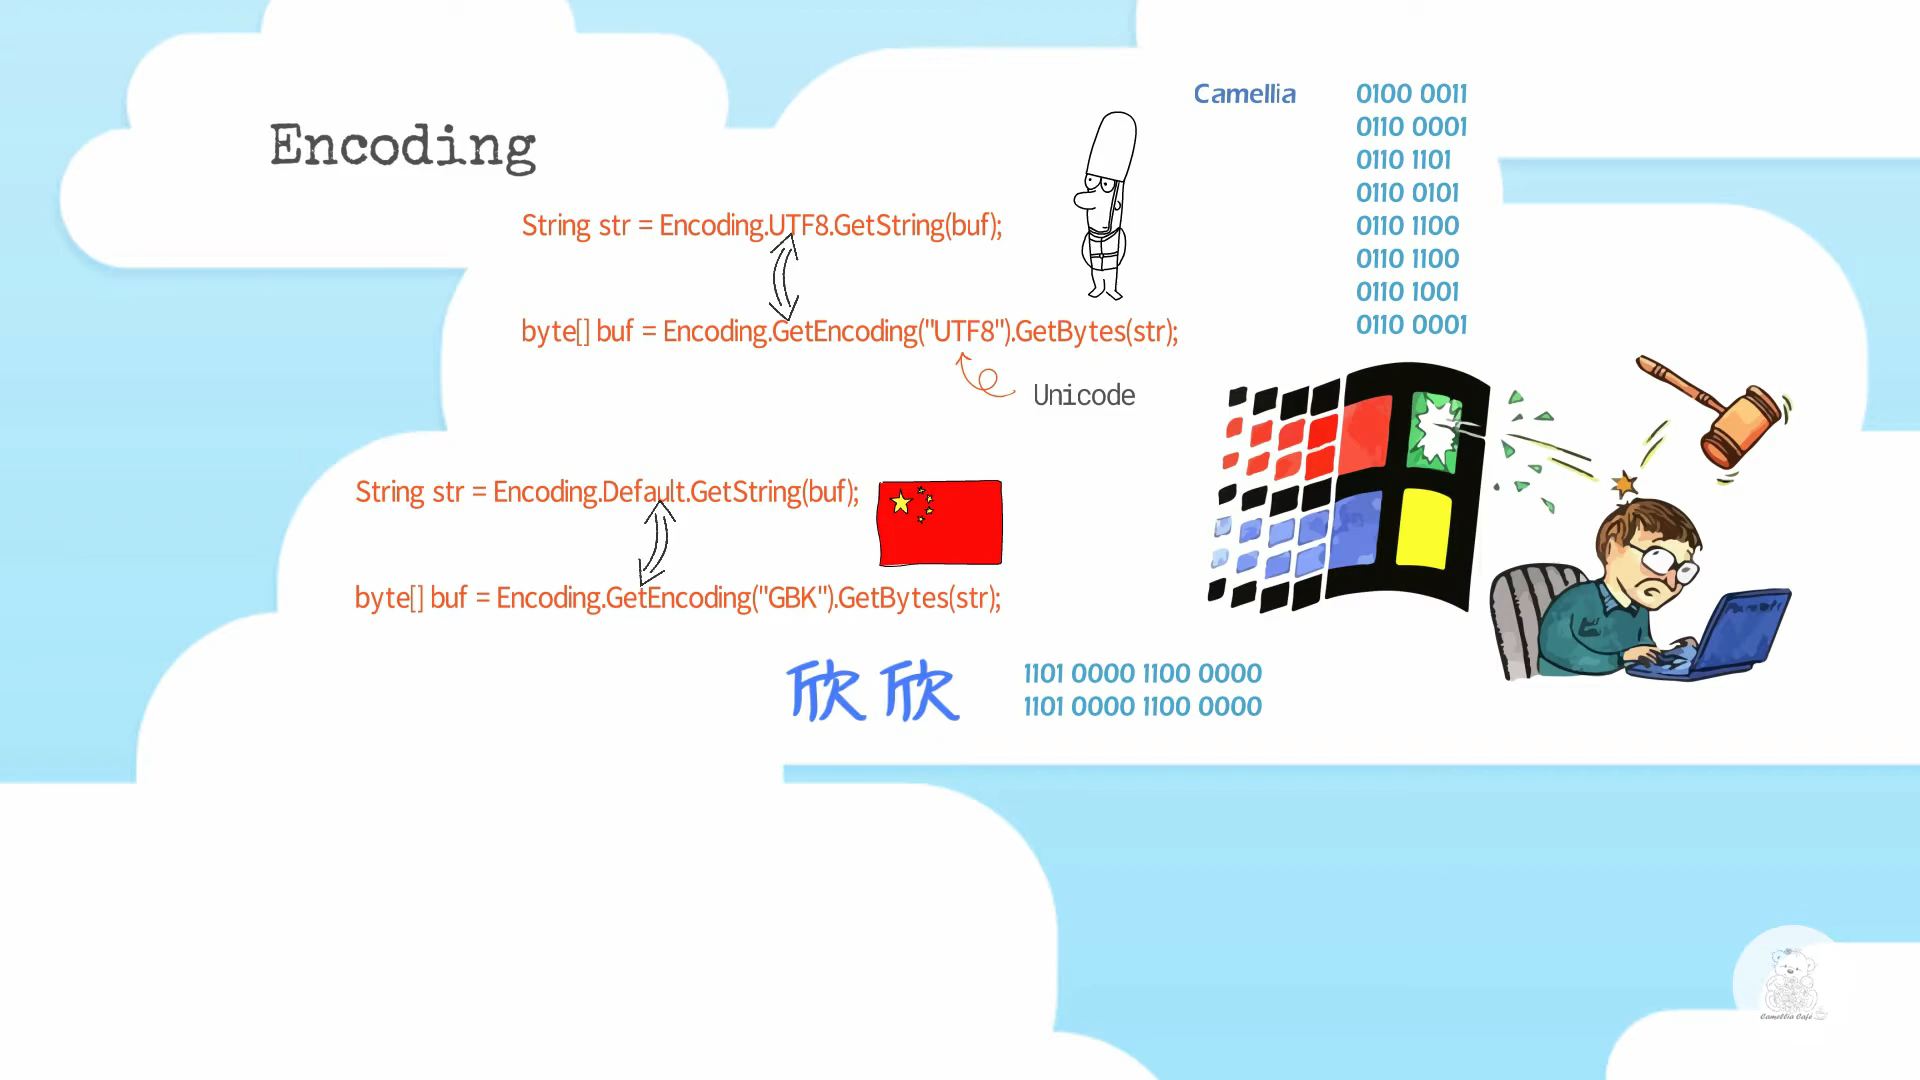 Encoding
Camellia
0100 0011
0110 0001
0110 1101
0110 0101
0110 1100
0110 1100
0110 1001
0110 0001
String str = Encoding.UTF8.GetString(buf);
byte[] buf = Encoding.GetEncoding("UTF8").GetBytes(str);
Unicode
String str = Encoding.Default.GetString(buf);
byte[] buf = Encoding.GetEncoding("GBK").GetBytes(str);
欣欣
1101 0000 1100 0000
1101 0000 1100 0000
Camellia Café